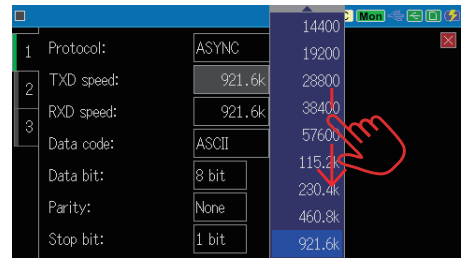 Mon
1
2
3
Protocol: ASYNC
TXD speed: 921.6k
RXD speed: 921.6k
Data code: ASCII
Data bit: 8 bit
Parity: None
Stop bit: 1 bit
14400
19200
28800
38400
57600
115.2k
230.4k
460.8k
921.6k